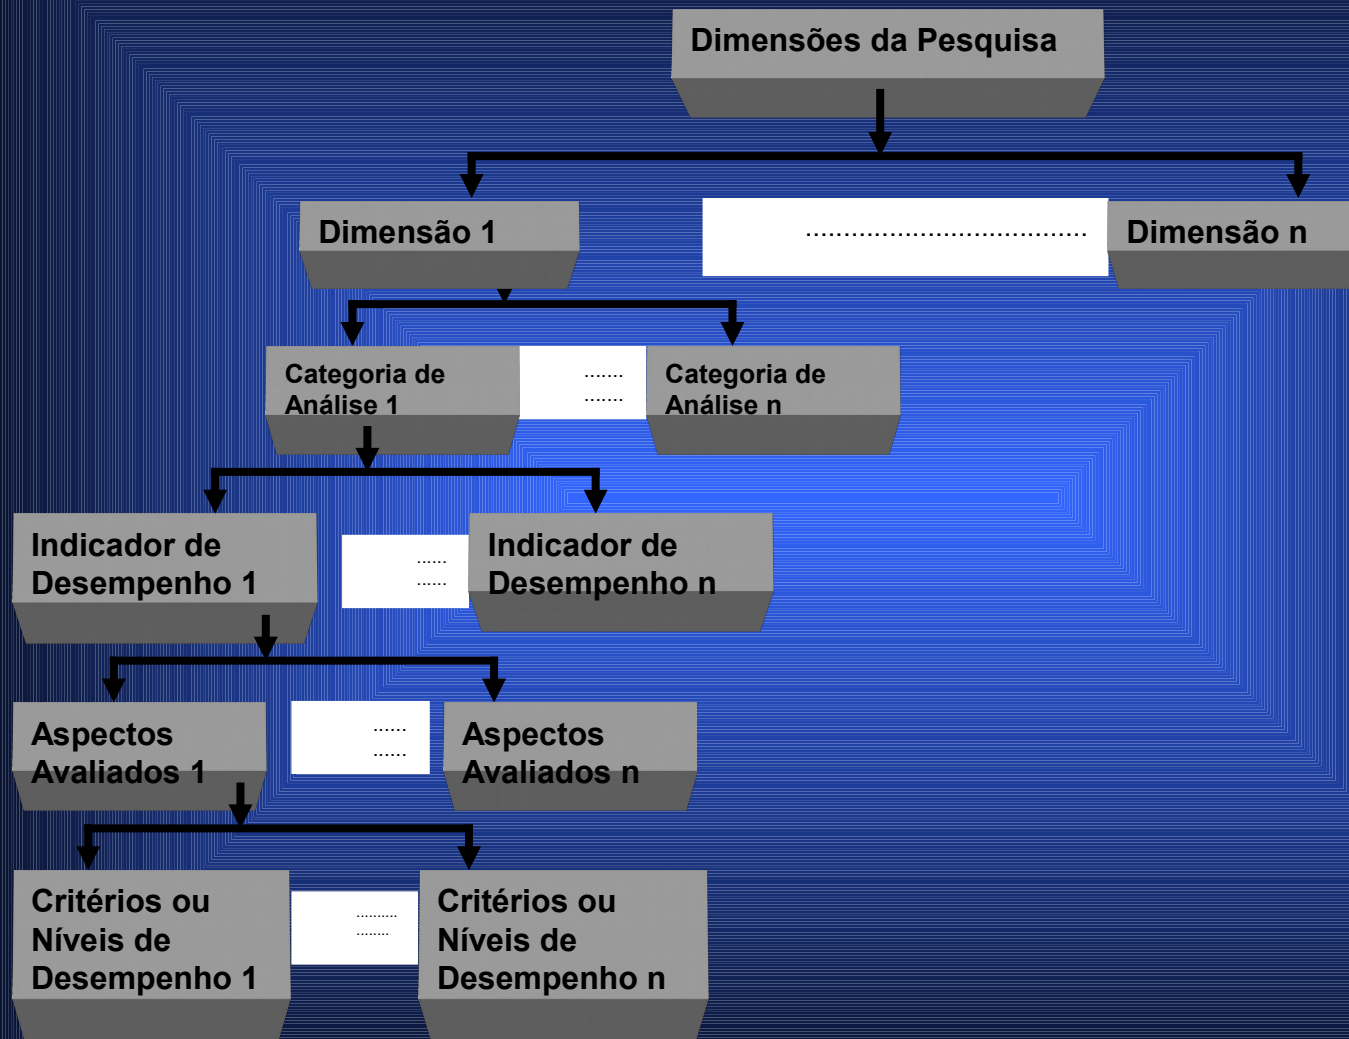 Dimensões da Pesquisa
Dimensão 1
.....................................
Dimensão n
Categoria de
Análise 1
.......
.......
Categoria de
Análise n
Indicador de
Desempenho 1
......
......
Indicador de
Desempenho n
Aspectos
Avaliados 1
......
......
Aspectos
Avaliados n
Critérios ou
Níveis de
Desempenho 1
..........
........
Critérios ou
Níveis de
Desempenho n